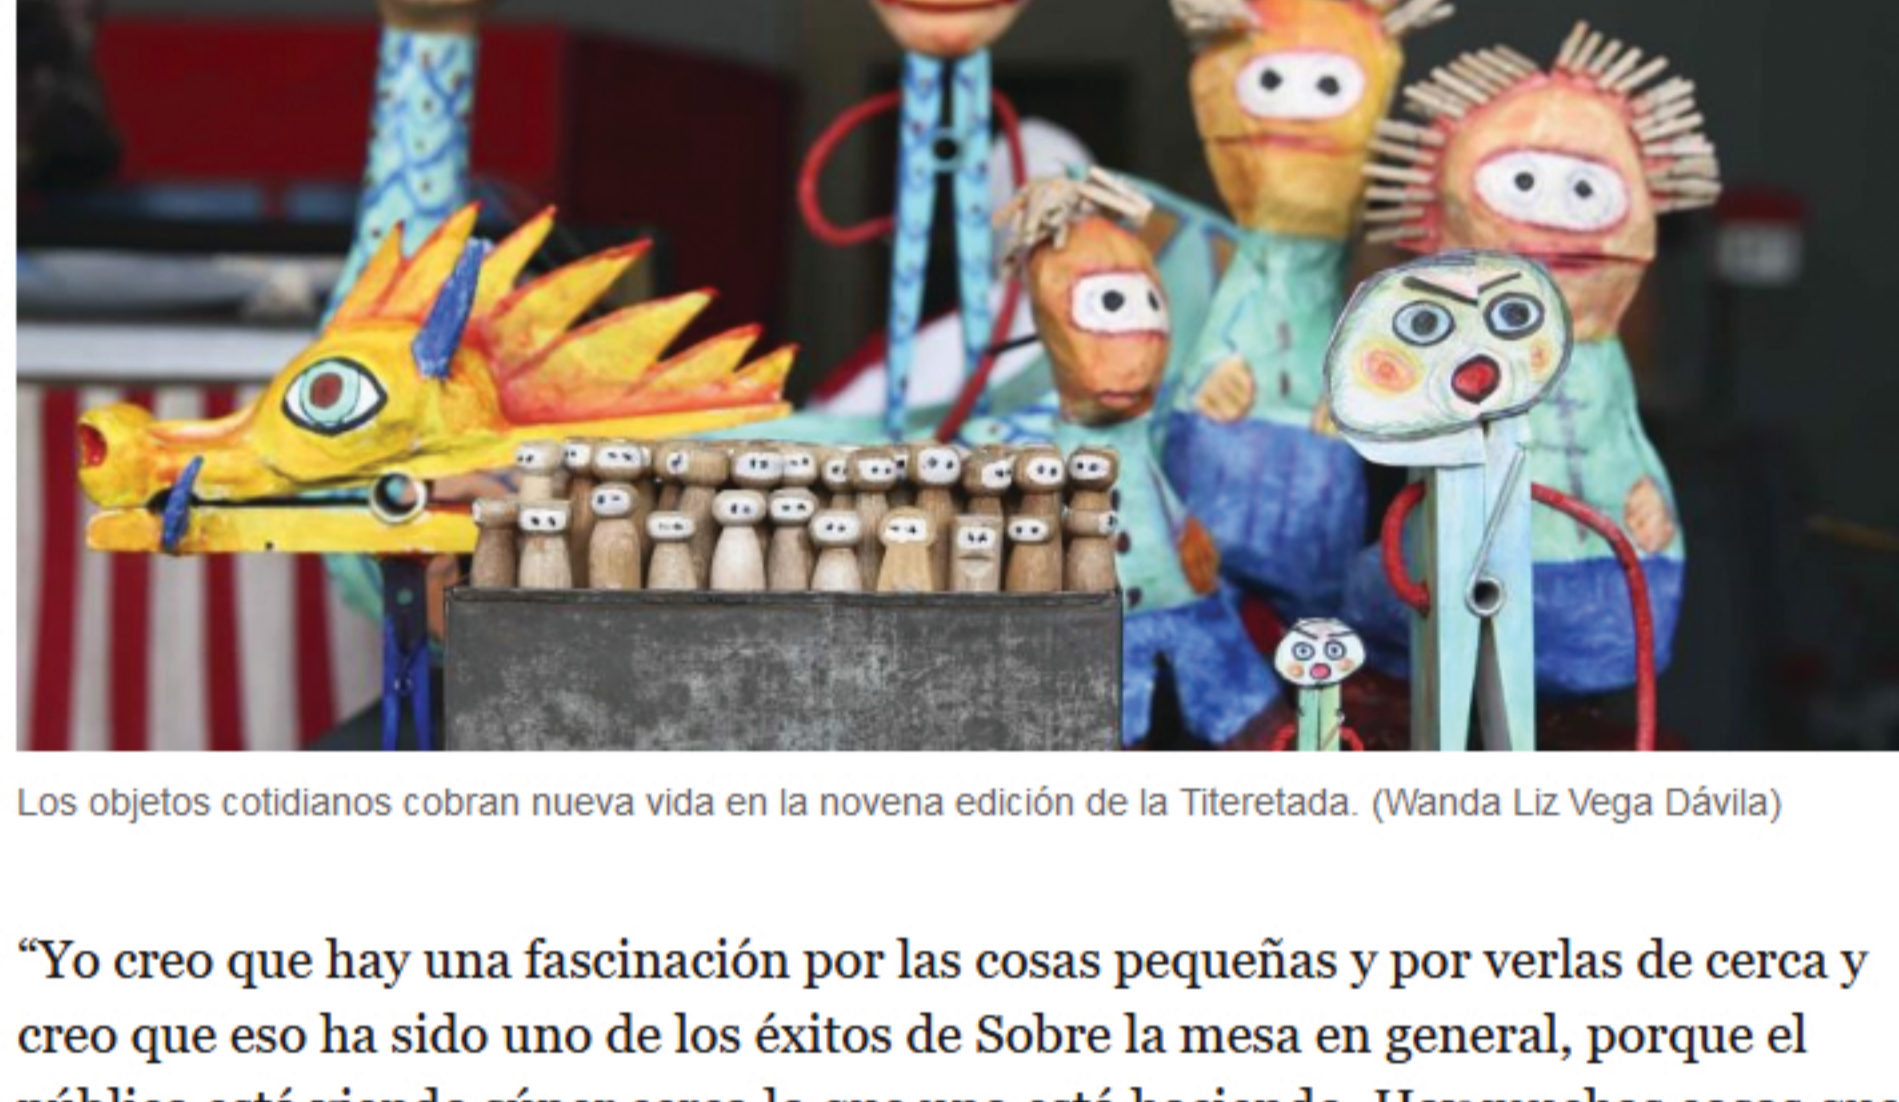 Los objetos cotidianos cobran nueva vida en la novena edición de la Titeretada. (Wanda Liz Vega Dávila)
“Yo creo que hay una fascinación por las cosas pequeñas y por verlas de cerca y
creo que eso ha sido uno de los éxitos de Sobre la mesa en general, porque el